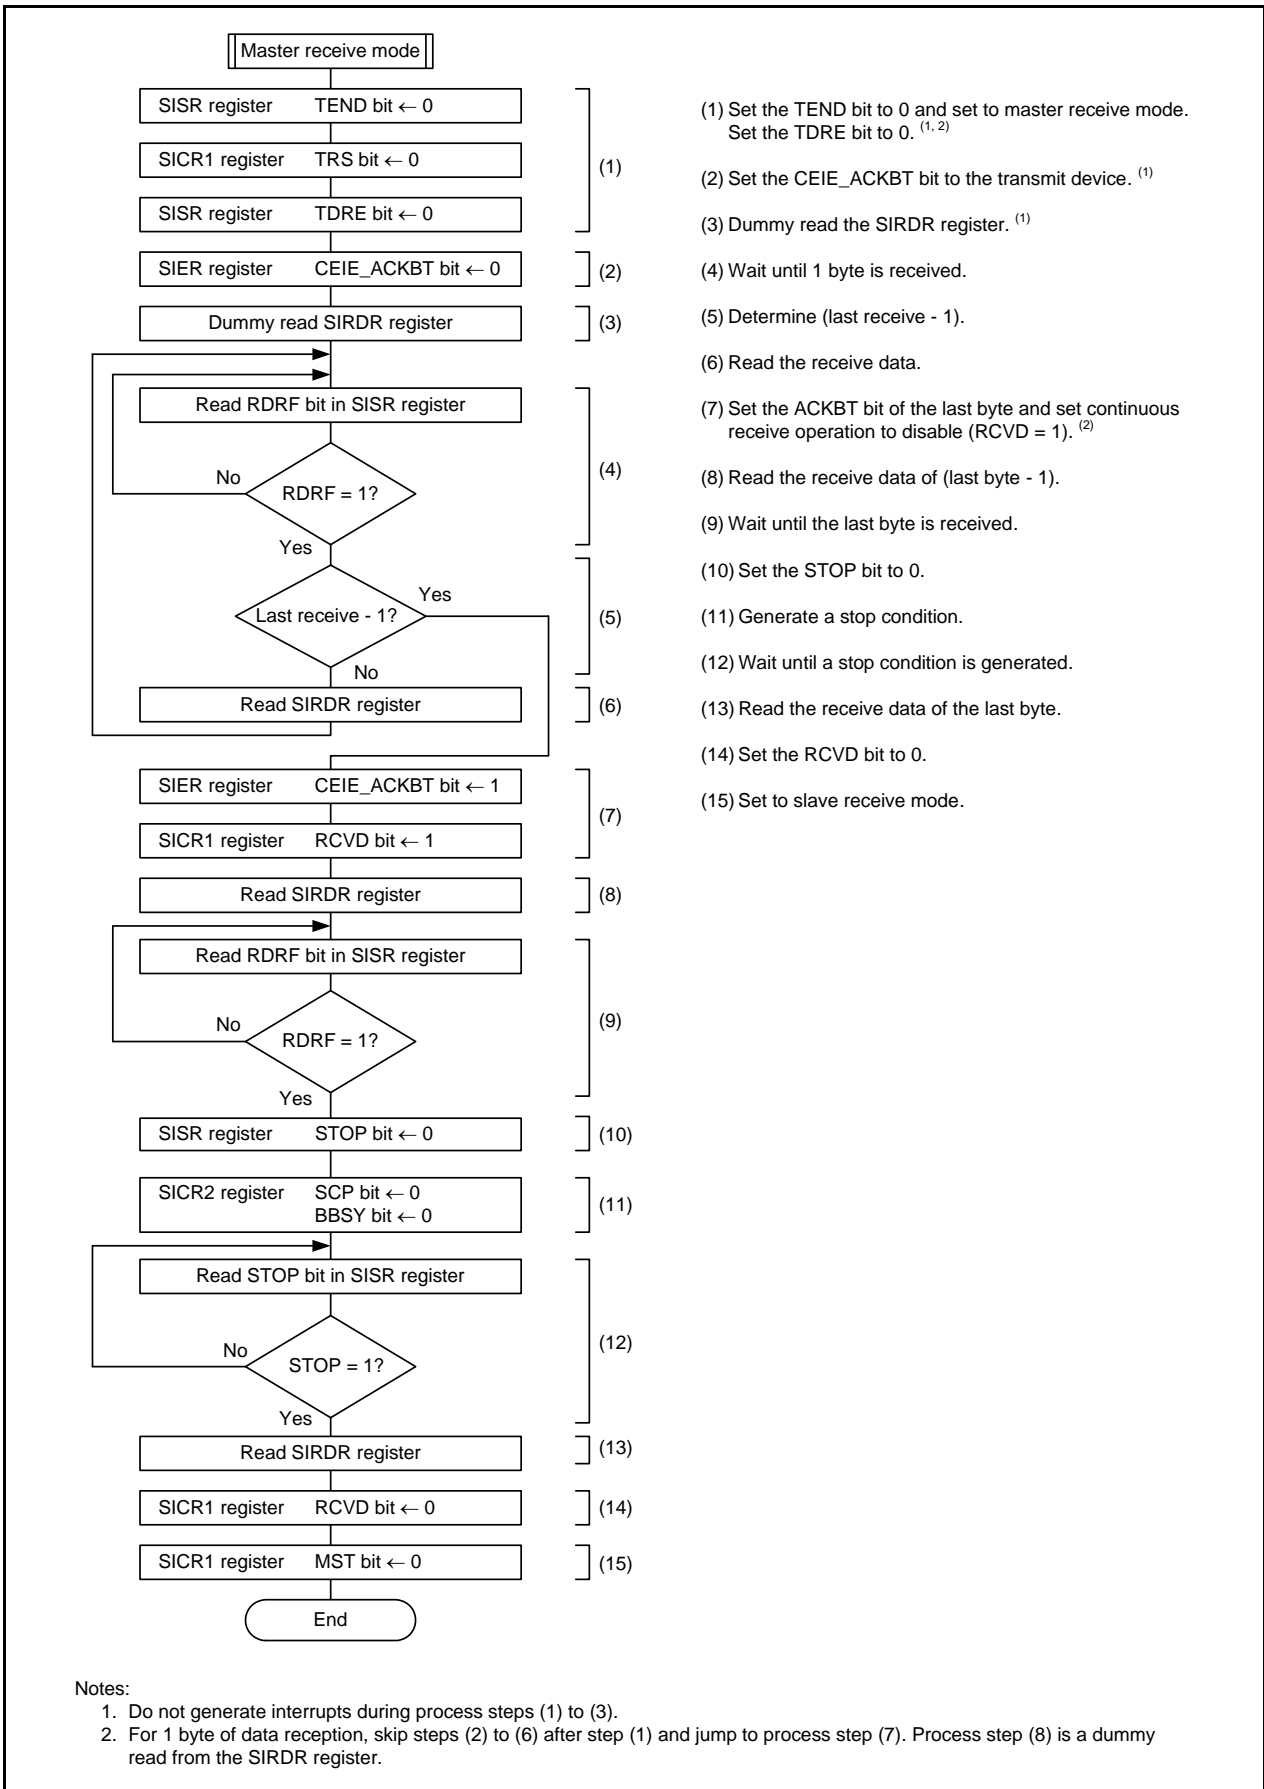 Master receive mode
SISR register TEND bit ← 0
SICR1 register TRS bit ← 0
SISR register TDRE bit ← 0
(1)
SIER register CEIE_ACKBT bit ← 0
(2)
Dummy read SIRDR register
(3)
Read RDRF bit in SISR register
No
RDRF = 1?
Yes
(4)
Last receive - 1?
Yes
No
(5)
Read SIRDR register
(6)
SIER register CEIE_ACKBT bit ← 1
SICR1 register RCVD bit ← 1
(7)
Read SIRDR register
(8)
Read RDRF bit in SISR register
No
RDRF = 1?
Yes
(9)
SISR register STOP bit ← 0
(10)
SICR2 register SCP bit ← 0
BBSY bit ← 0
(11)
Read STOP bit in SISR register
No
STOP = 1?
Yes
(12)
Read SIRDR register
(13)
SICR1 register RCVD bit ← 0
(14)
SICR1 register MST bit ← 0
(15)
End
(1) Set the TEND bit to 0 and set to master receive mode.
Set the TDRE bit to 0. (1, 2)
(2) Set the CEIE_ACKBT bit to the transmit device. (1)
(3) Dummy read the SIRDR register. (1)
(4) Wait until 1 byte is received.
(5) Determine (last receive - 1).
(6) Read the receive data.
(7) Set the ACKBT bit of the last byte and set continuous
receive operation to disable (RCVD = 1). (2)
(8) Read the receive data of (last byte - 1).
(9) Wait until the last byte is received.
(10) Set the STOP bit to 0.
(11) Generate a stop condition.
(12) Wait until a stop condition is generated.
(13) Read the receive data of the last byte.
(14) Set the RCVD bit to 0.
(15) Set to slave receive mode.
Notes:
1. Do not generate interrupts during process steps (1) to (3).
2. For 1 byte of data reception, skip steps (2) to (6) after step (1) and jump to process step (7). Process step (8) is a dummy
read from the SIRDR register.